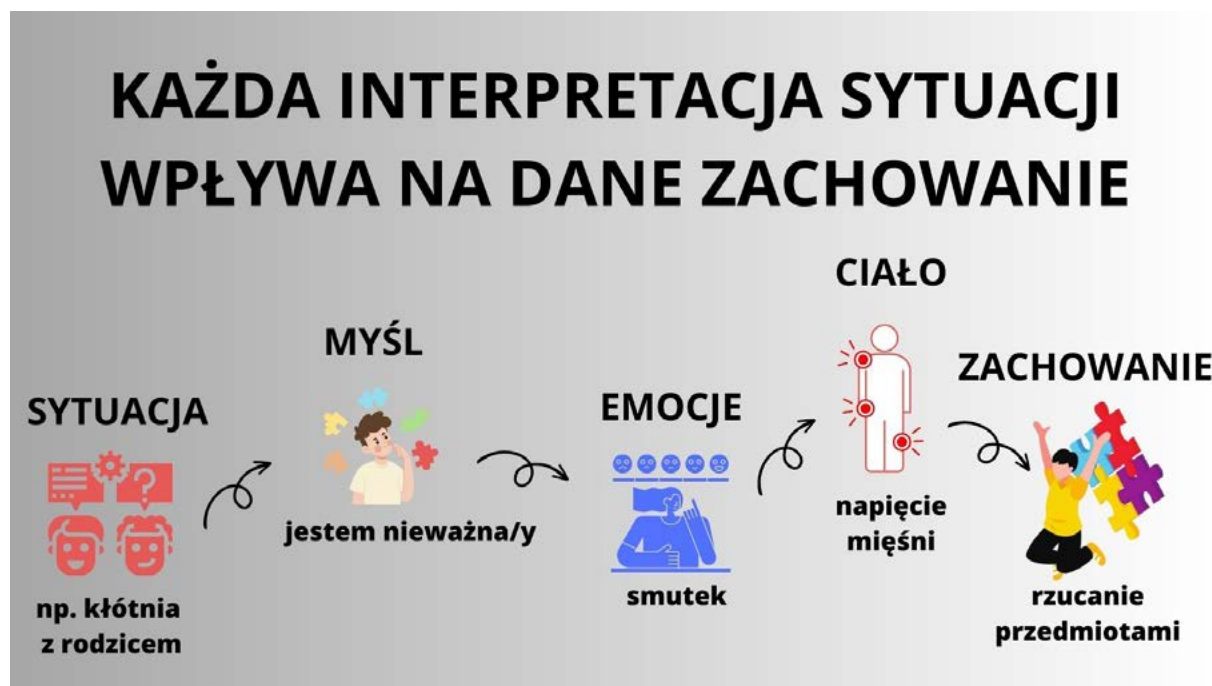 KAŻDA INTERPRETACJA SYTUACJI
WPŁYWA NA DANE ZACHOWANIE
SYTUACJA
np. kłótnia
z rodzicem
MYŚL
jestem nieważna/y
EMOCJE
smutek
CIAŁO
napięcie
mięśni
ZACHOWANIE
rzucanie
przedmiotami